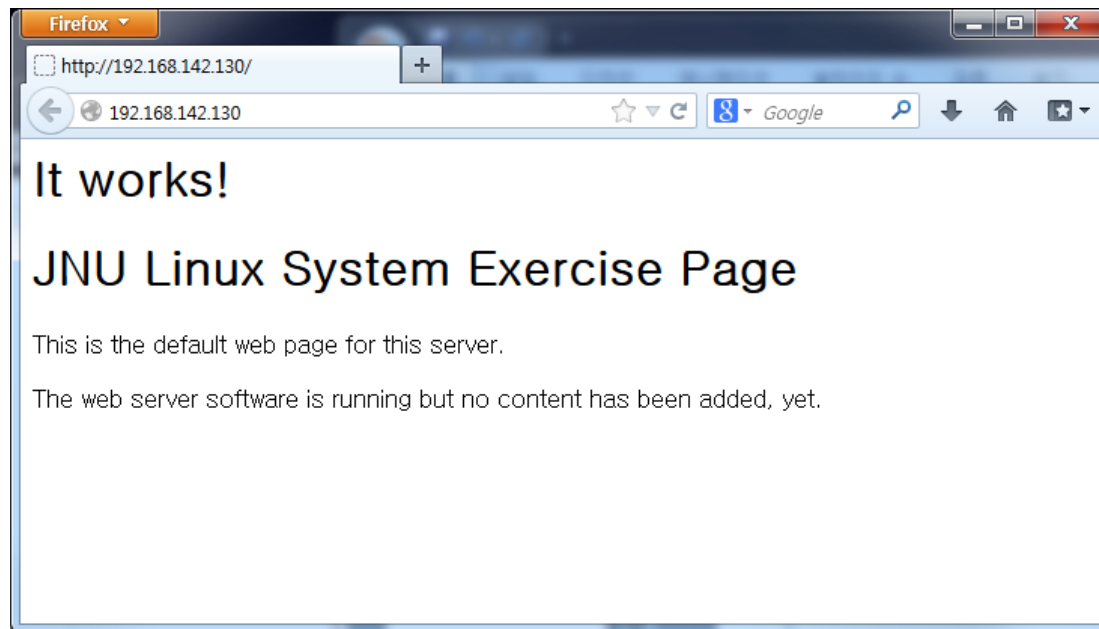 Firefox
http://192.168.142.130/
192.168.142.130
Google
It works!
JNU Linux System Exercise Page
This is the default web page for this server.
The web server software is running but no content has been added, yet.